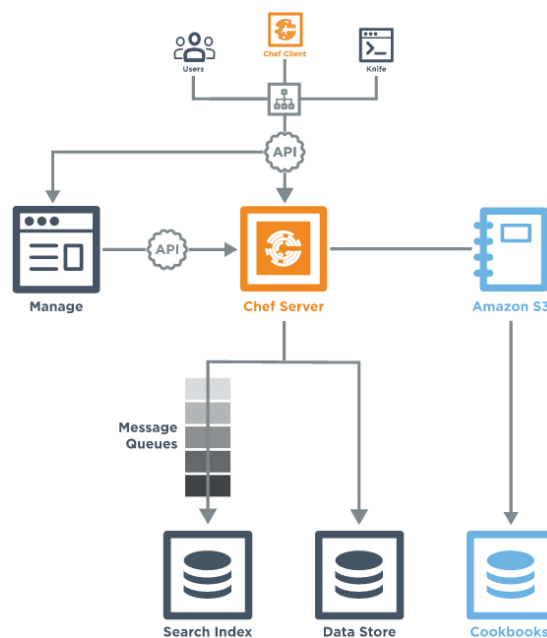 Users
Chef Client
Knife
API
API
Manage
Chef Server
Amazon S3
Message
Queues
Search Index
Data Store
Cookbooks